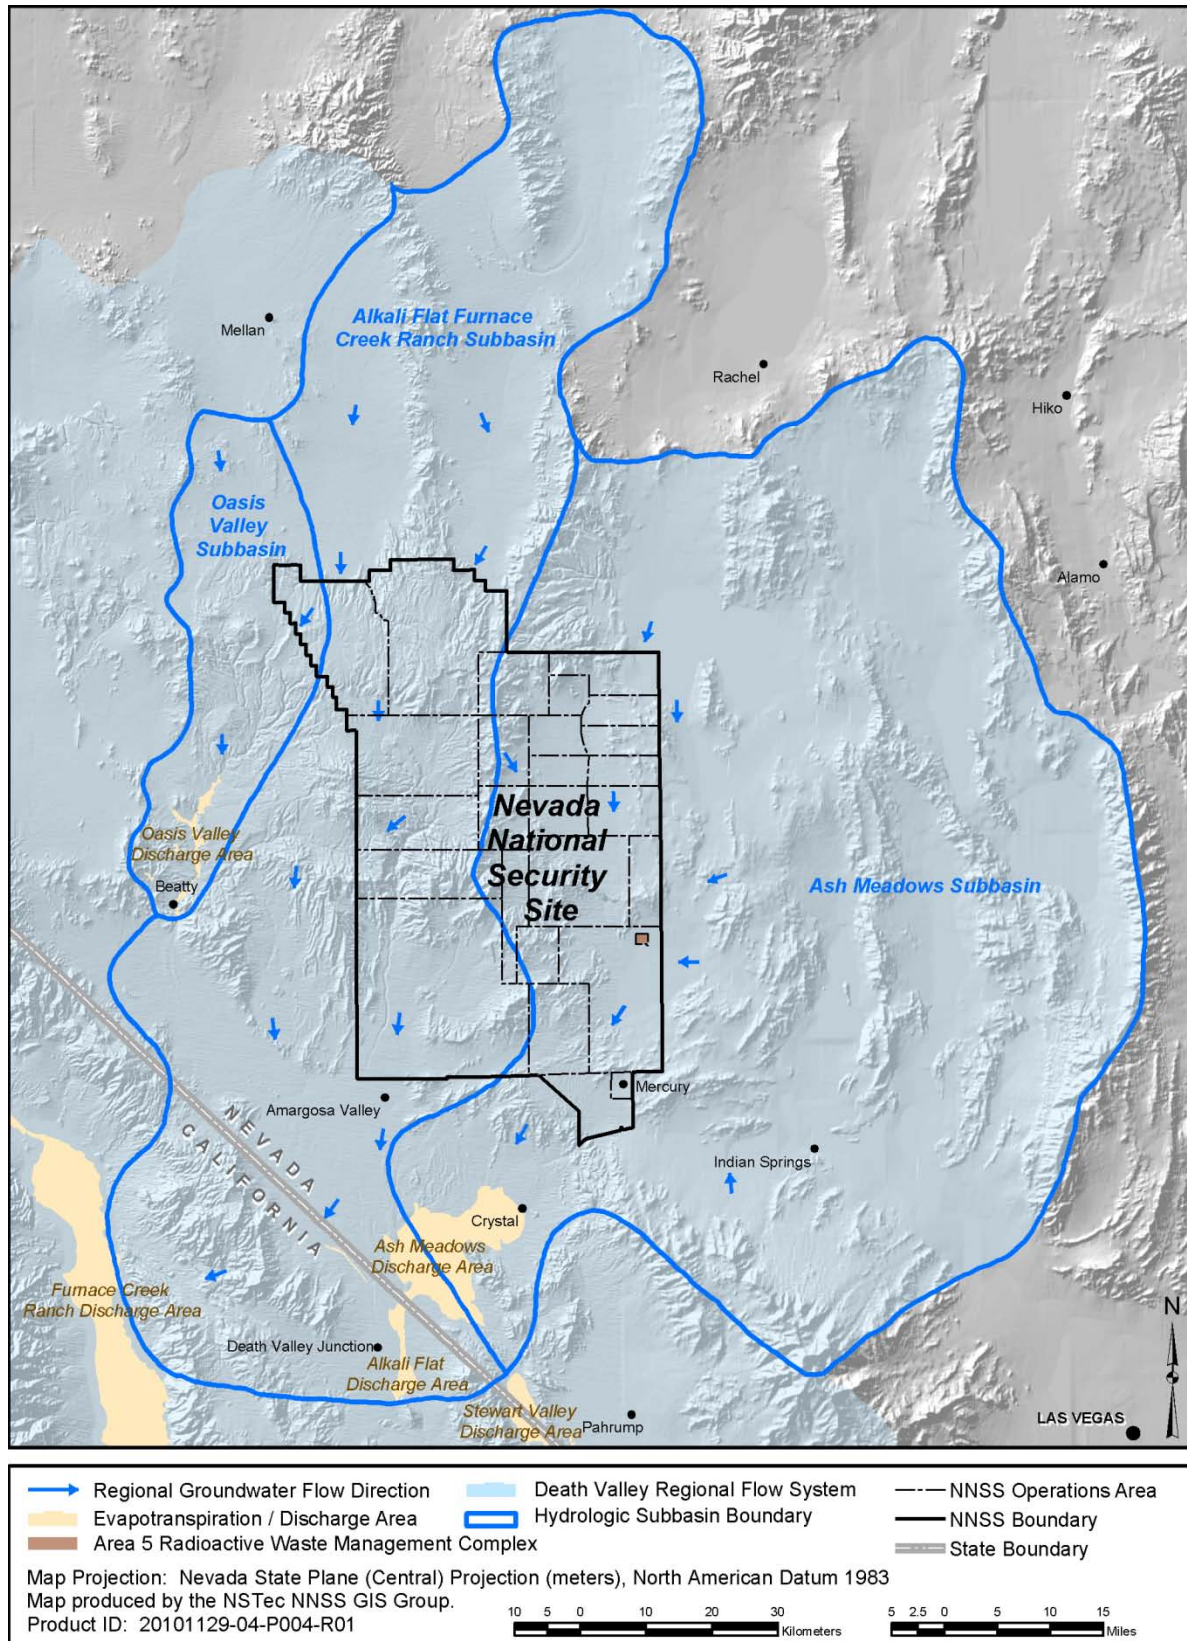 Mellan
Alkali Flat Furnace
Creek Ranch Subbasin
Rachel
Hiko
Oasis
Valley
Subbasin
Alamo
Nevada
National
Security
Site
Oasis Valley
Discharge Area
Beatty
Ash Meadows Subbasin
Mercury
Amargosa Valley
NEVADA
CALIFORNIA
Indian Springs
Crystal
Ash Meadows
Discharge Area
Furnace Creek
Ranch Discharge Area
Death Valley Junction
Alkali Flat
Discharge Area
Stewart Valley
Discharge Area
Pahrump
N
LAS VEGAS
Regional Groundwater Flow Direction
Evapotranspiration / Discharge Area
Area 5 Radioactive Waste Management Complex
Death Valley Regional Flow System
Hydrologic Subbasin Boundary
NNSS Operations Area
NNSS Boundary
State Boundary
Map Projection: Nevada State Plane (Central) Projection (meters), North American Datum 1983
Map produced by the NSTec NNSS GIS Group.
Product ID: 20101129-04-P004-R01
10 5 0 10 20 30
Kilometers
5 2.5 0 5 10 15
Miles